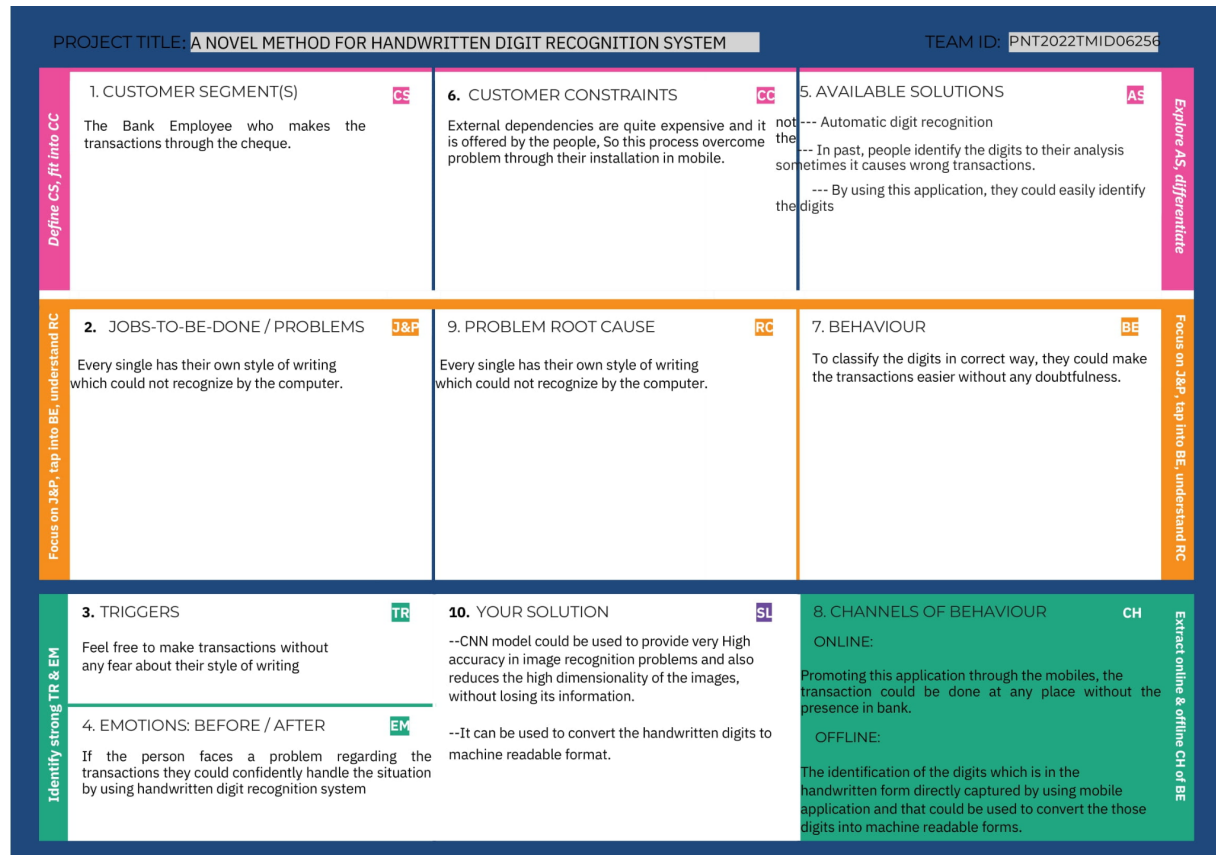 PROJECT TITLE: A NOVEL METHOD FOR HANDWRITTEN DIGIT RECOGNITION SYSTEM
TEAM ID: PNT2022TMID06256
Define CS, fit into CC
1. CUSTOMER SEGMENT(S)
CS
The Bank Employee who makes the
transactions through the cheque.
6. CUSTOMER CONSTRAINTS
CC
External dependencies are quite expensive and it not
is offered by the people, So this process overcome the
problem through their installation in mobile.
5. AVAILABLE SOLUTIONS
AS
--- Automatic digit recognition
--- In past, people identify the digits to their analysis
sometimes it causes wrong transactions.
--- By using this application, they could easily identify
the digits
Explore AS, differentiate
Focus on J&P, tap into BE, understand RC
2. JOBS-TO-BE-DONE / PROBLEMS
J&P
Every single has their own style of writing
which could not recognize by the computer.
9. PROBLEM ROOT CAUSE
RC
Every single has their own style of writing
which could not recognize by the computer.
7. BEHAVIOUR
BE
To classify the digits in correct way, they could make
the transactions easier without any doubtfulness.
Focus on J&P, tap into BE, understand RC
Identify strong TR & EM
3. TRIGGERS
TR
Feel free to make transactions without
any fear about their style of writing
4. EMOTIONS: BEFORE / AFTER
EM
If the person faces a problem regarding the
transactions they could confidently handle the situation
by using handwritten digit recognition system
10. YOUR SOLUTION
SL
--CNN model could be used to provide very High
accuracy in image recognition problems and also
reduces the high dimensionality of the images,
without losing its information.
--It can be used to convert the handwritten digits to
machine readable format.
8. CHANNELS OF BEHAVIOUR
CH
ONLINE:
Promoting this application through the mobiles, the
transaction could be done at any place without the
presence in bank.
OFFLINE:
The identification of the digits which is in the
handwritten form directly captured by using mobile
application and that could be used to convert the those
digits into machine readable forms.
Extract online & offline CH of BE